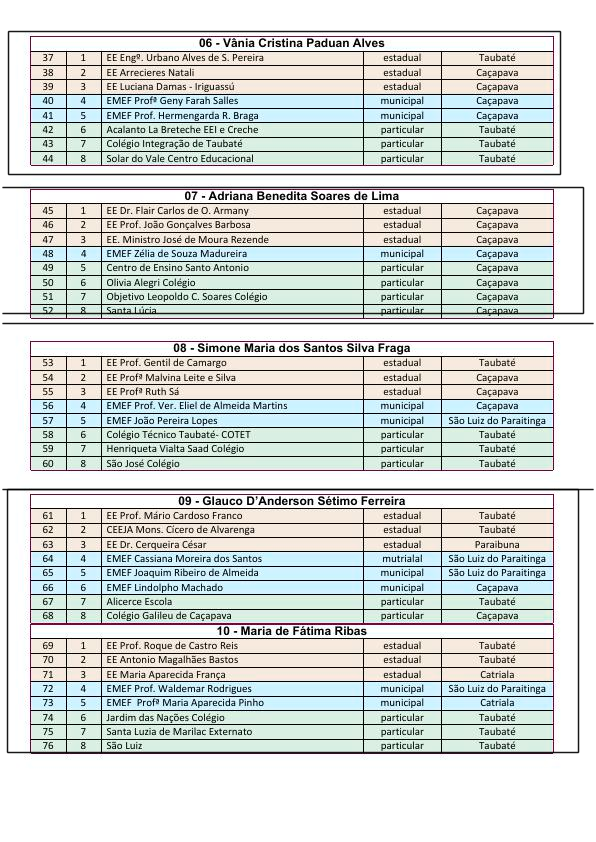 06 - Vânia Cristina Paduan Alves
37 1 EE Engº. Urbano Alves de S. Pereira estadual Taubaté
38 2 EE Arrecieres Natali estadual Caçapava
39 3 EE Luciana Damas - Iriguassú estadual Caçapava
40 4 EMEF Profª Geny Farah Salles municipal Caçapava
41 5 EMEF Prof. Hermengarda R. Braga municipal Caçapava
42 6 Acalanto La Breteche EEI e Creche particular Taubaté
43 7 Colégio Integração de Taubaté particular Taubaté
44 8 Solar do Vale Centro Educacional particular Taubaté
07 - Adriana Benedita Soares de Lima
45 1 EE Dr. Flair Carlos de O. Armany estadual Caçapava
46 2 EE Prof. João Gonçalves Barbosa estadual Caçapava
47 3 EE. Ministro José de Moura Rezende estadual Caçapava
48 4 EMEF Zélia de Souza Madureira municipal Caçapava
49 5 Centro de Ensino Santo Antonio particular Caçapava
50 6 Olivia Alegri Colégio particular Caçapava
51 7 Objetivo Leopoldo C. Soares Colégio particular Caçapava
52 8 Santa Lúcia particular Caçapava
08 - Simone Maria dos Santos Silva Fraga
53 1 EE Prof. Gentil de Camargo estadual Taubaté
54 2 EE Profª Malvina Leite e Silva estadual Caçapava
55 3 EE Profª Ruth Sá estadual Caçapava
56 4 EMEF Prof. Ver. Eliel de Almeida Martins municipal Caçapava
57 5 EMEF João Pereira Lopes municipal São Luiz do Paraitinga
58 6 Colégio Técnico Taubaté- COTET particular Taubaté
59 7 Henriqueta Vialta Saad Colégio particular Taubaté
60 8 São José Colégio particular Taubaté
09 - Glauco D'Anderson Sétimo Ferreira
61 1 EE Prof. Mário Cardoso Franco estadual Taubaté
62 2 CEEJA Mons. Cícero de Alvarenga estadual Taubaté
63 3 EE Dr. Cerqueira César estadual Paraibuna
64 4 EMEF Cassiana Moreira dos Santos mutrialal São Luiz do Paraitinga
65 5 EMEF Joaquim Ribeiro de Almeida municipal São Luiz do Paraitinga
66 6 EMEF Lindolpho Machado municipal Caçapava
67 7 Alicerce Escola particular Taubaté
68 8 Colégio Galileu de Caçapava particular Caçapava
10 - Maria de Fátima Ribas
69 1 EE Prof. Roque de Castro Reis estadual Taubaté
70 2 EE Antonio Magalhães Bastos estadual Taubaté
71 3 EE Maria Aparecida França estadual Catriala
72 4 EMEF Prof. Waldemar Rodrigues municipal São Luiz do Paraitinga
73 5 EMEF Profª Maria Aparecida Pinho municipal Catriala
74 6 Jardim das Nações Colégio particular Taubaté
75 7 Santa Luzia de Marilac Externato particular Taubaté
76 8 São Luiz particular Taubaté